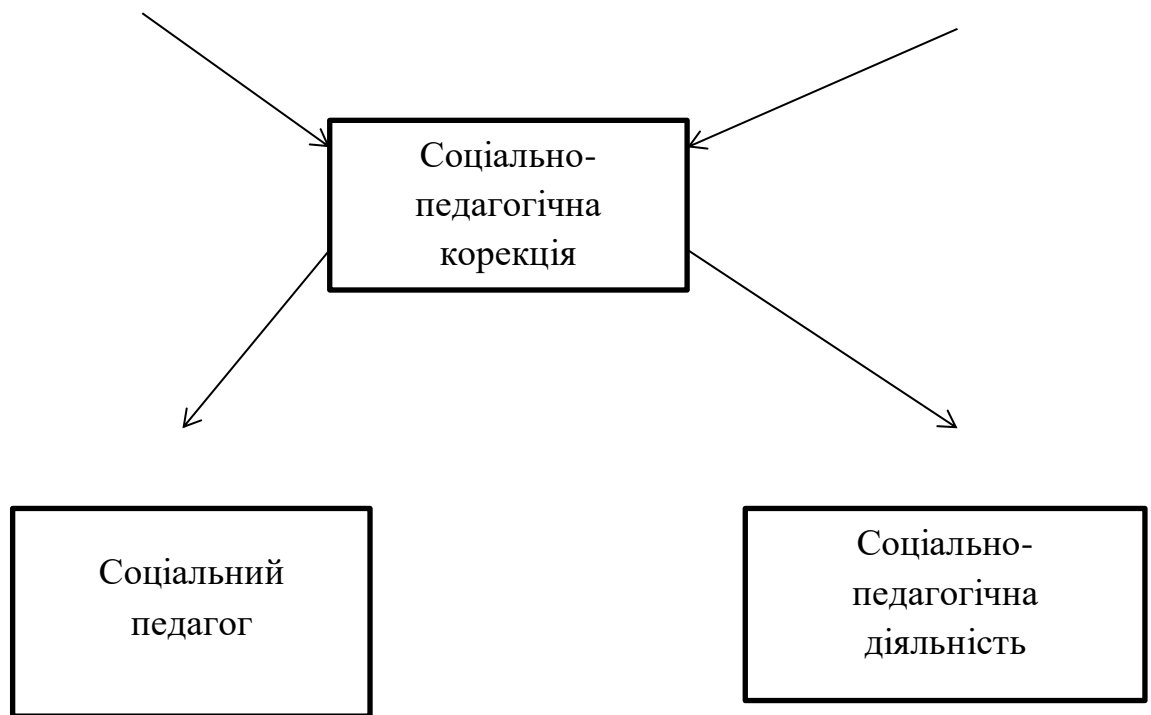 Соціально-
педагогічна
корекція
Соціальний
педагог
Соціально-
педагогічна
діяльність